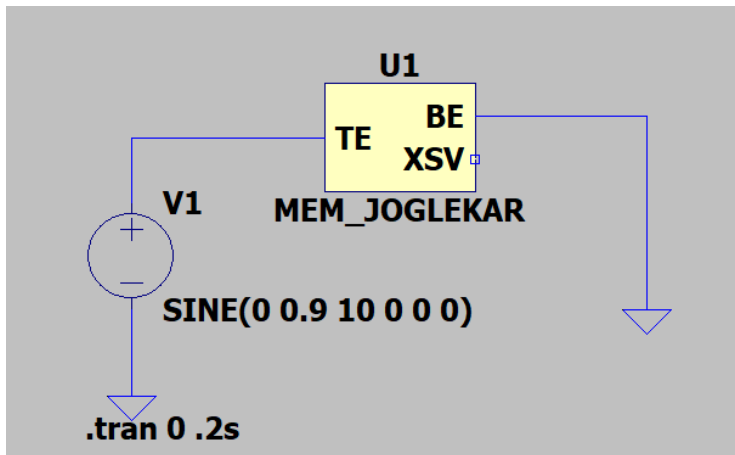 U1
BE
TE
XSV
V1
MEM_JOGLEKAR
SINE(0 0.9 10 0 0 0)
.tran 0 .2s